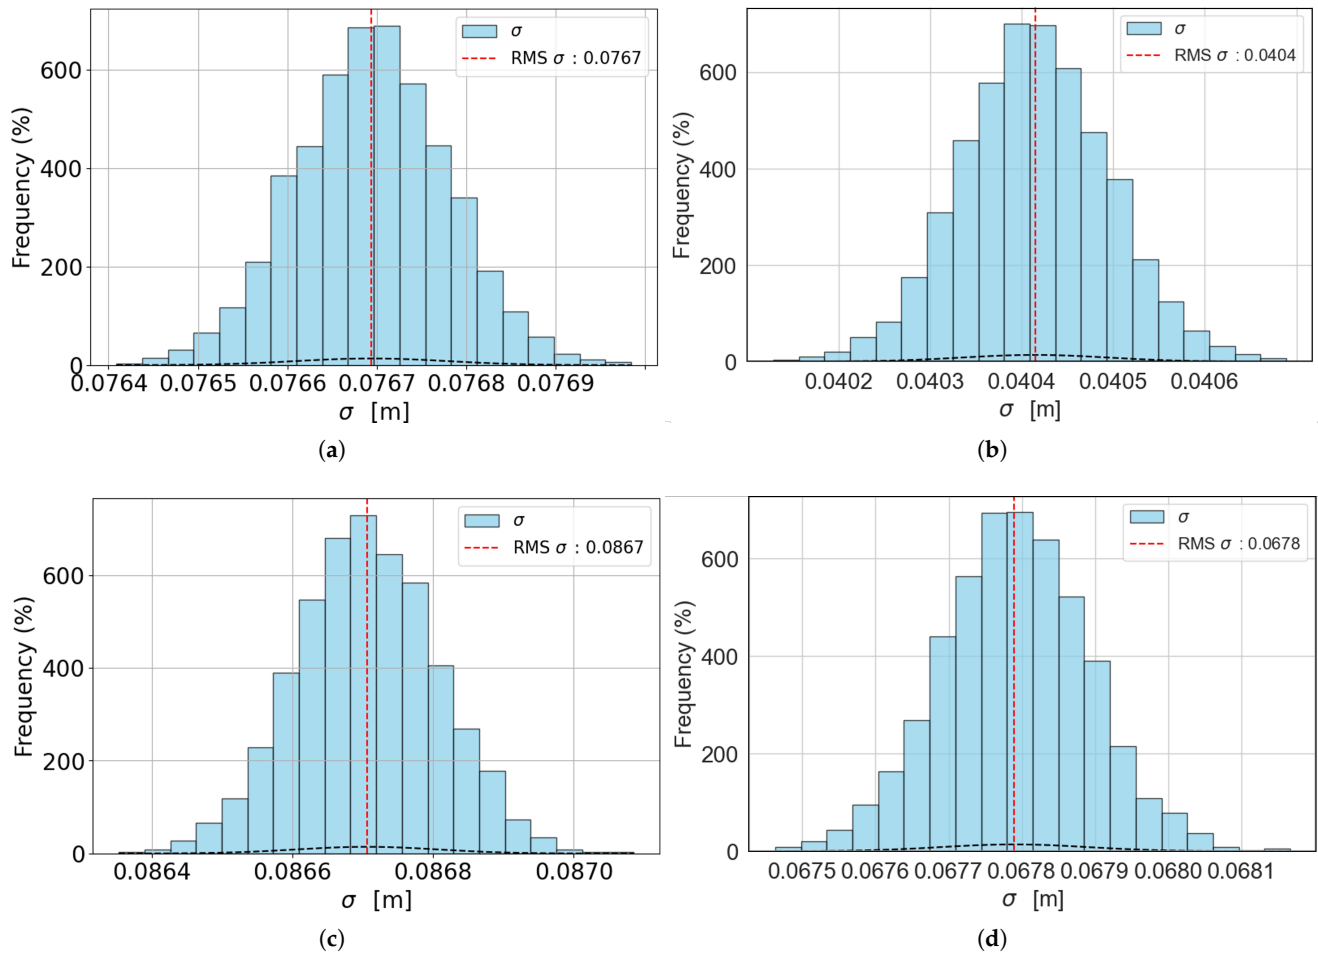 σ
RMS σ : 0.0767
Frequency (%)
600
400
200
0
0.0764 0.0765 0.0766 0.0767 0.0768 0.0769
σ [m]
(a)
σ
RMS σ : 0.0404
Frequency (%)
600
400
200
0
0.0402 0.0403 0.0404 0.0405 0.0406
σ [m]
(b)
σ
RMS σ : 0.0867
Frequency (%)
600
400
200
0
0.0864 0.0866 0.0868 0.0870
σ [m]
(c)
σ
RMS σ : 0.0678
Frequency (%)
600
400
200
0
0.0675 0.0676 0.0677 0.0678 0.0679 0.0680 0.0681
σ [m]
(d)